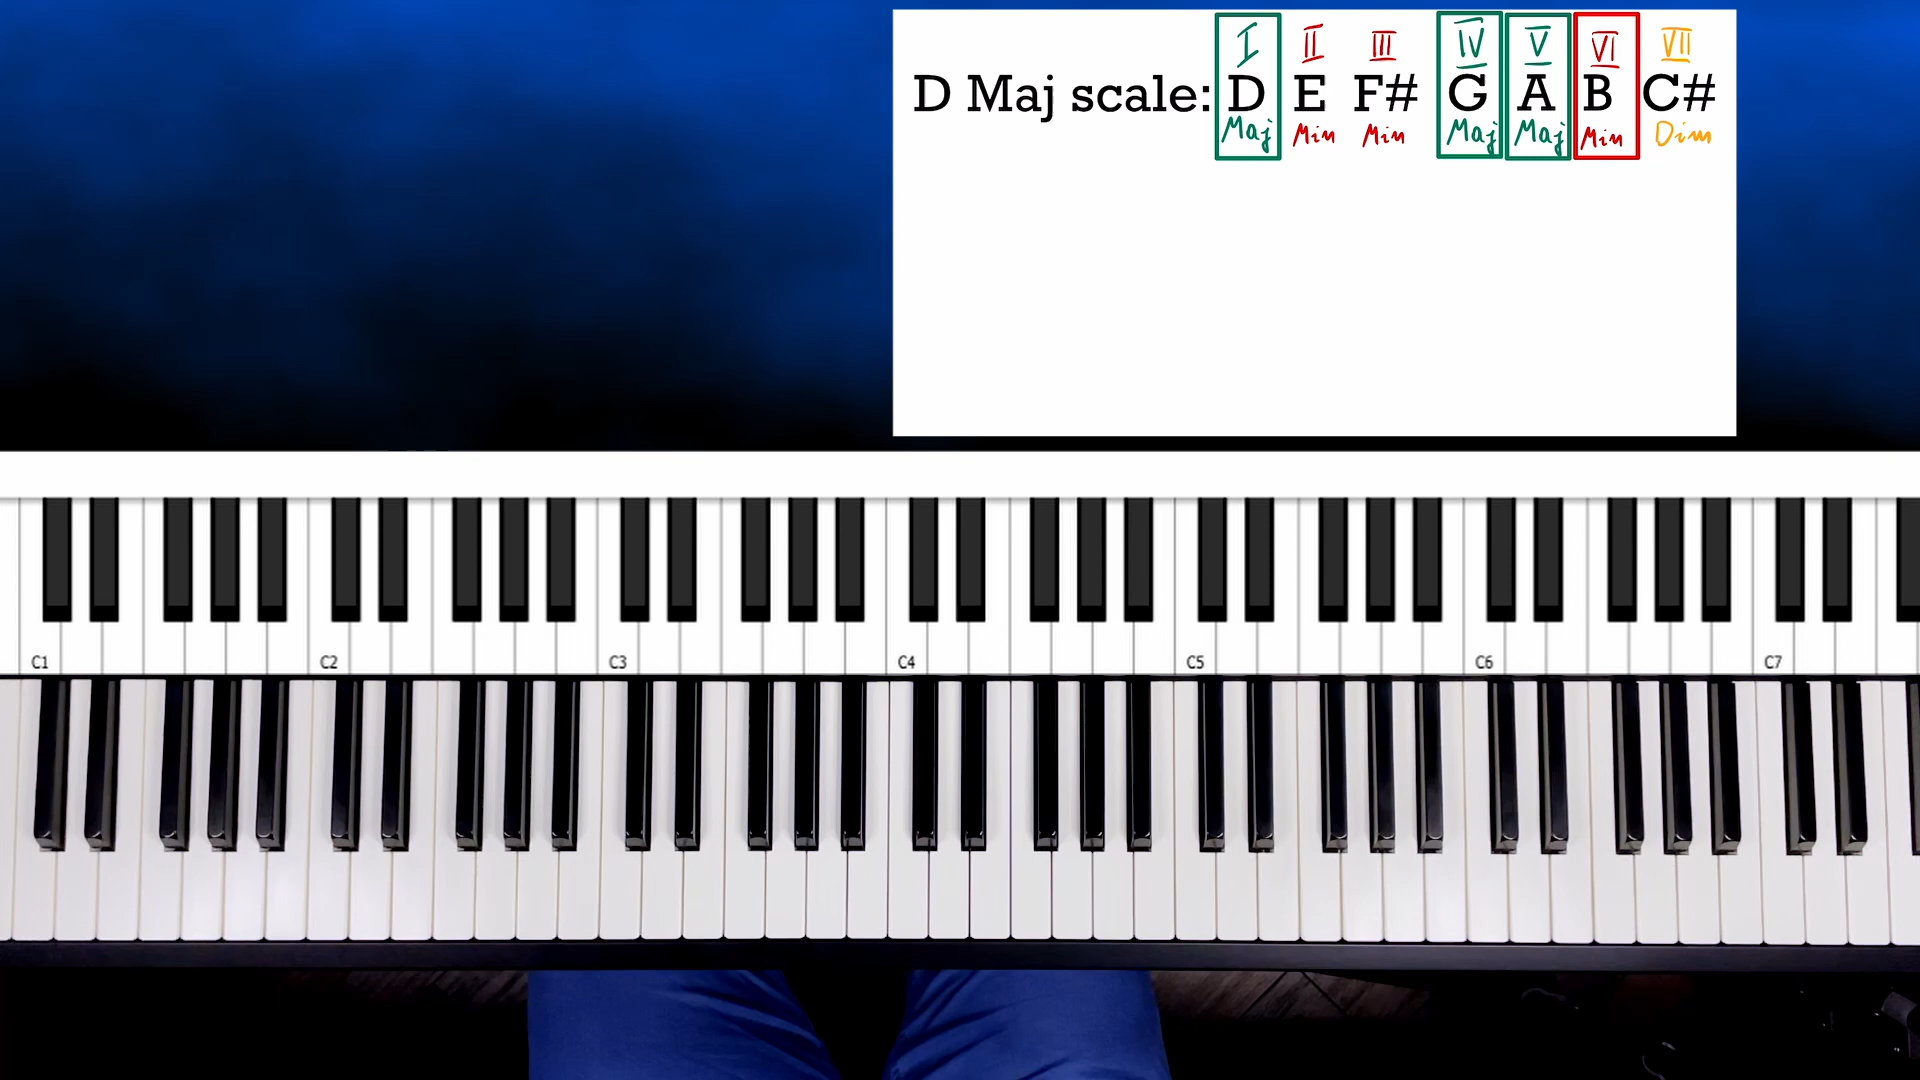 I II III IV V VI VII
D Maj scale: D E F# G A B C#
Maj Min Min Maj Maj Min Dim
C1 C2 C3 C4 C5 C6 C7